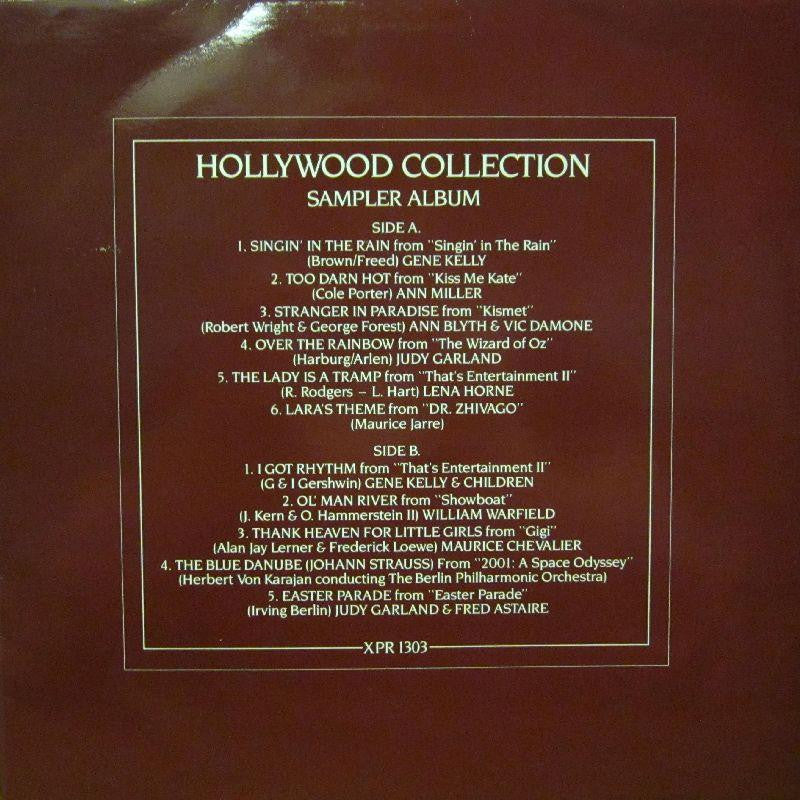 HOLLYWOOD COLLECTION
SAMPLER ALBUM
SIDE A.
1. SINGIN' IN THE RAIN from "Singin' in The Rain"
(Brown/Freed) GENE KELLY
2. TOO DARN HOT from "Kiss Me Kate"
(Cole Porter) ANN MILLER
3. STRANGER IN PARADISE from "Kismet"
(Robert Wright & George Forest) ANN BLYTH & VIC DAMONE
4. OVER THE RAINBOW from "The Wizard of Oz"
(Harburg/Arlen) JUDY GARLAND
5. THE LADY IS A TRAMP from "That's Entertainment II"
(R. Rodgers – L. Hart) LENA HORNE
6. LARA'S THEME from "DR. ZHIVAGO"
(Maurice Jarre)
SIDE B.
1. I GOT RHYTHM from "That's Entertainment II"
(G & I Gershwin) GENE KELLY & CHILDREN
2. OL' MAN RIVER from "Showboat"
(J. Kern & O. Hammerstein II) WILLIAM WARFIELD
3. THANK HEAVEN FOR LITTLE GIRLS from "Gigi"
(Alan Jay Lerner & Frederick Loewe) MAURICE CHEVALIER
4. THE BLUE DANUBE (JOHANN STRAUSS) From "2001: A Space Odyssey"
(Herbert Von Karajan conducting The Berlin Philharmonic Orchestra)
5. EASTER PARADE from "Easter Parade"
(Irving Berlin) JUDY GARLAND & FRED ASTAIRE
XPR 1303